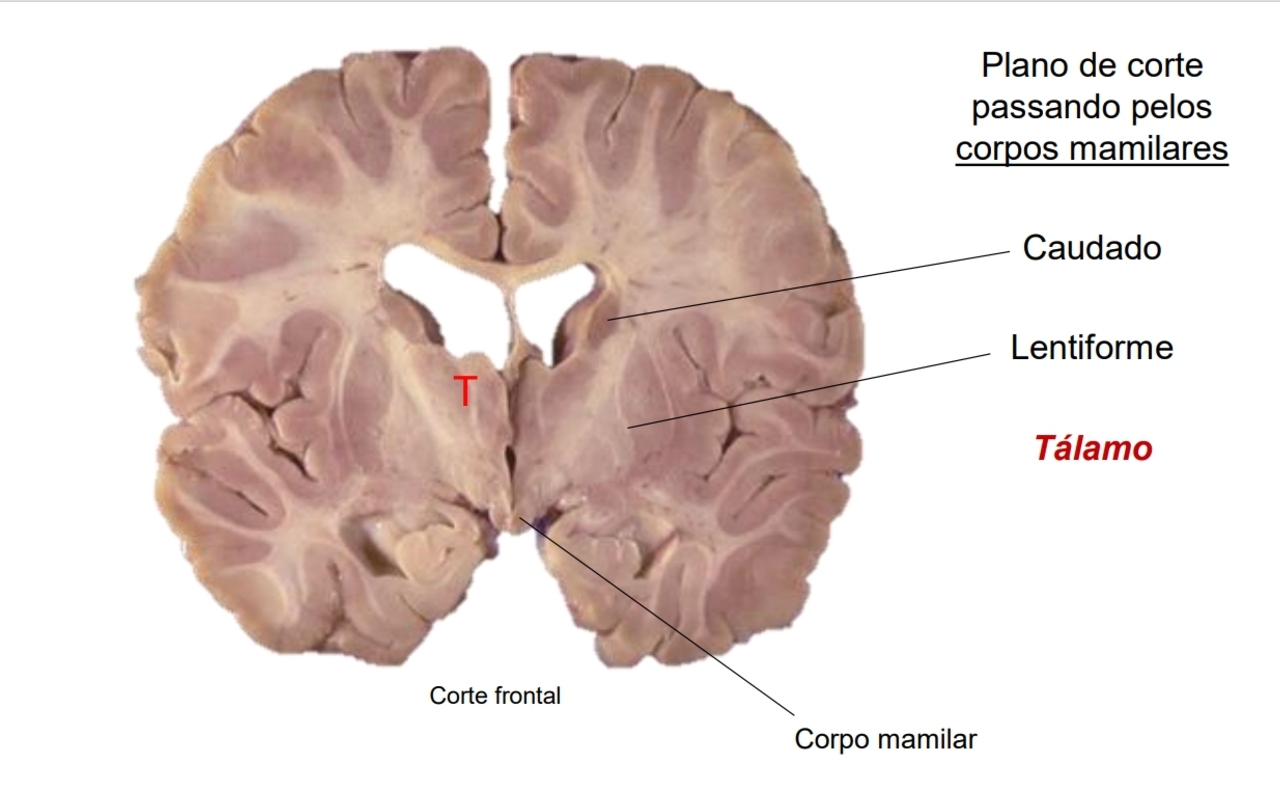 Plano de corte
passando pelos
corpos mamilares
Caudado
Lentiforme
T
Tálamo
Corte frontal
Corpo mamilar